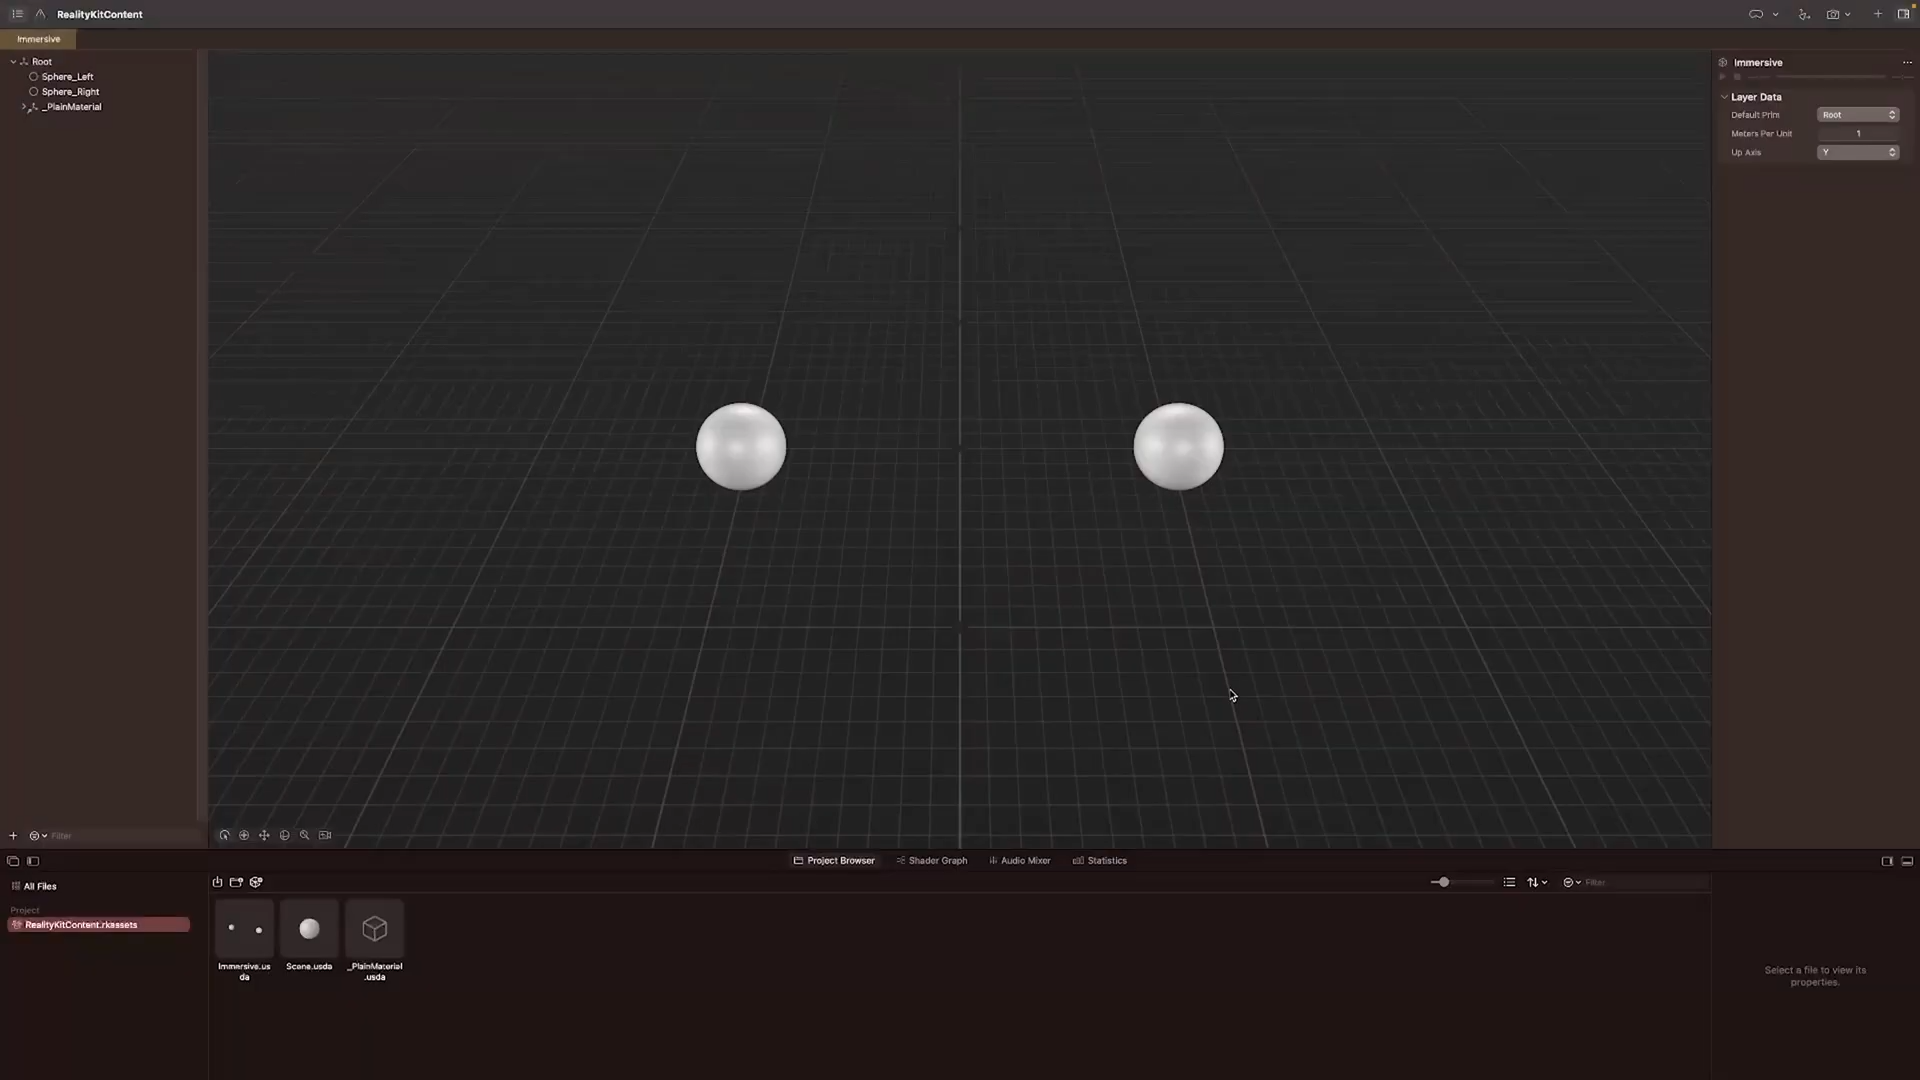 RealityKitContent
Immersive
Root
Sphere_Left
Sphere_Right
_PlainMaterial
Filter
Immersive
Layer Data
Default Prim
Root
Meters Per Unit
1
Up Axis
Y
Project Browser
Shader Graph
Audio Mixer
Statistics
All Files
Project
RealityKitContent.rkassets
Filter
Immersive.us
da
Scene.usda
_PlainMaterial
.usda
Select a file to view its
properties.